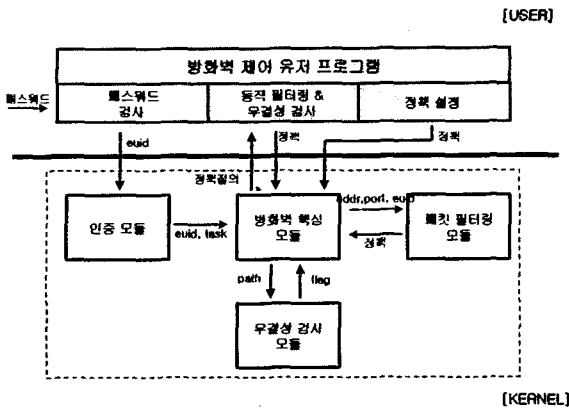 [USER]
방화벽 제어 유저 프로그램
패스워드
패스워드
검사
동적 필터링 &
무결성 검사
정책 설정
euid
정책
정책
정책질의
인증 모듈
euid, task
방화벽 핵심
모듈
addr,port, euid
정책
패킷 필터링
모듈
path
flag
무결성 검사
모듈
[KERNEL]